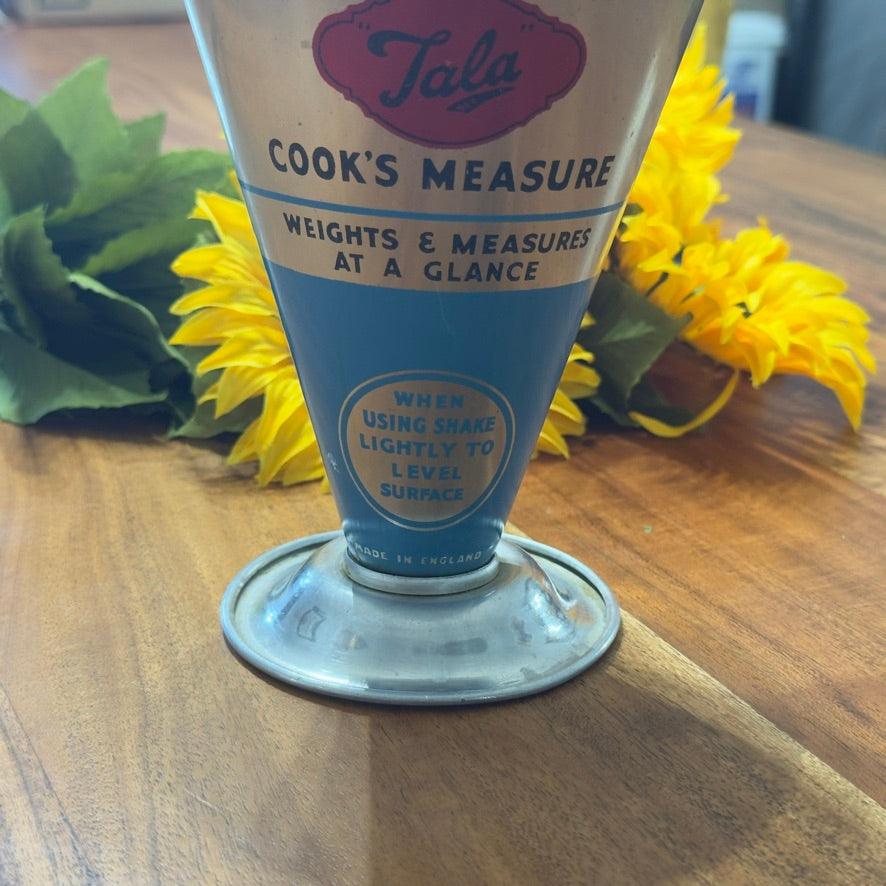 "Tala"
COOK'S MEASURE
WEIGHTS & MEASURES
AT A GLANCE
WHEN
USING SHAKE
LIGHTLY TO
LEVEL
SURFACE
MADE IN ENGLAND